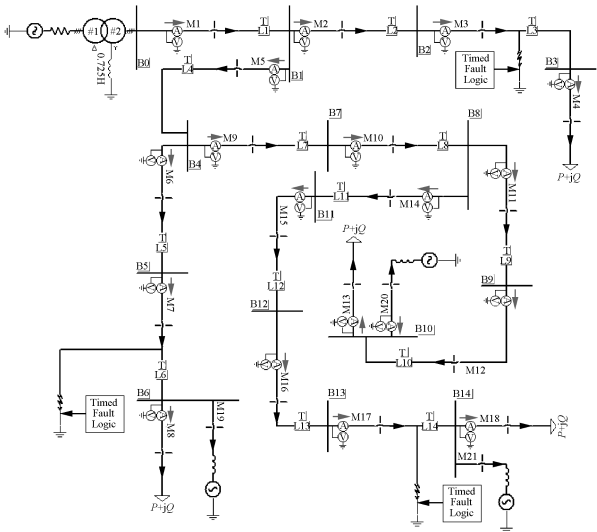 #1 #2
Δ Y
0.725H
B0
M1
T
L1
B1
M2
T
L2
B2
M3
T
L3
B3
M4
P+jQ
Timed
Fault
Logic
M5
T
L4
B4
M6
M9
T
L7
B7
M10
T
L8
B8
M11
T
L9
B9
M14
T
L11
B11
M15
T
L12
B12
M16
P+jQ
M13
M20
B10
T
L10
M12
T
L5
B5
M7
T
L6
B6
M8
M19
P+jQ
Timed
Fault
Logic
T
L13
B13
M17
T
L14
B14
M18
P+jQ
M21
Timed
Fault
Logic